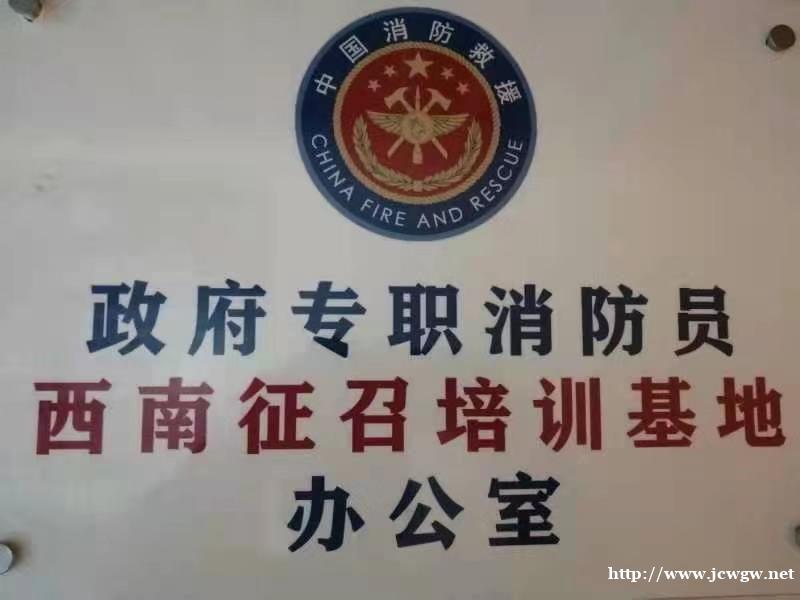 中国消防救援
CHINA FIRE AND RESCUE
政府专职消防员
西南征召培训基地
办公室
http://www.jcwgw.net